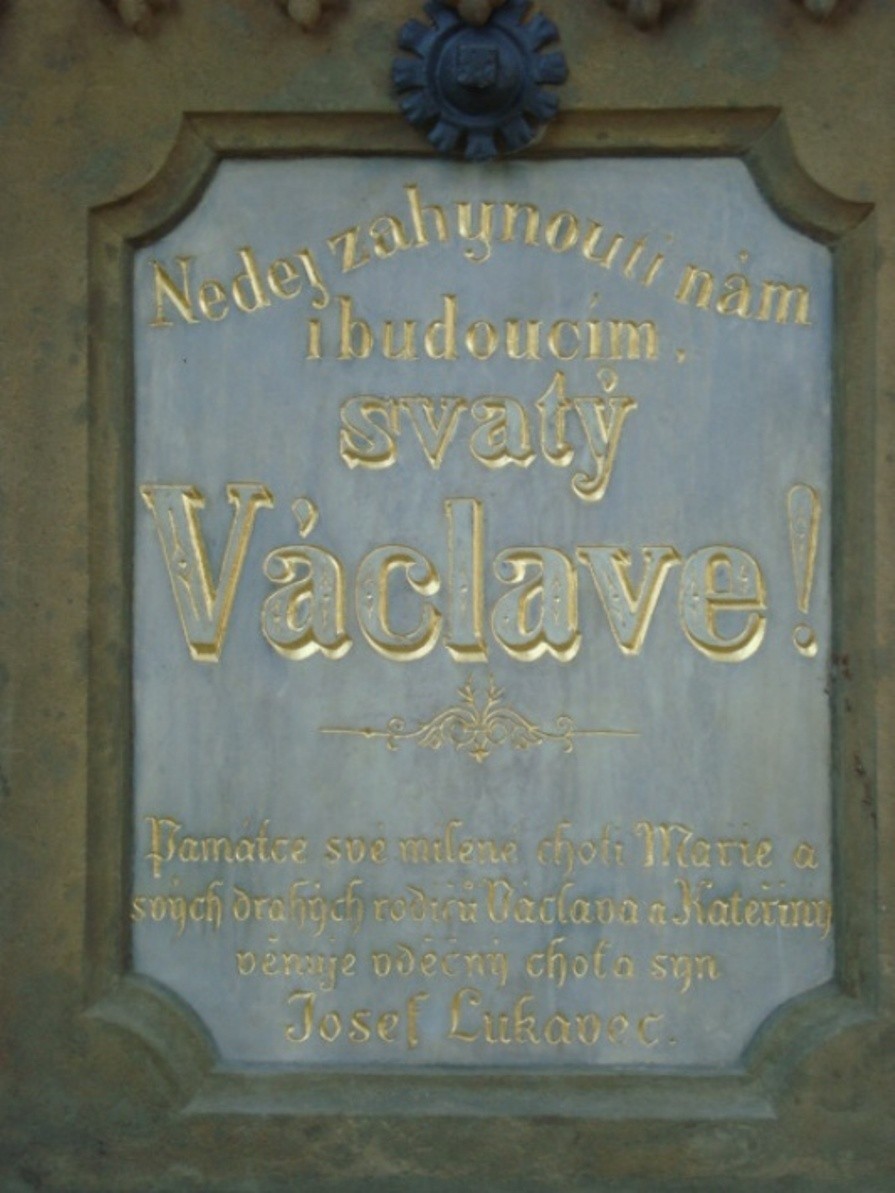 Nedej zahynouti nám
i budoucím,
svatý
Václave!
Památce své milené choti Marie a
svých drahých rodičů Václava a Kateřiny
věnuje vděčný choť a syn
Josef Lukavec.